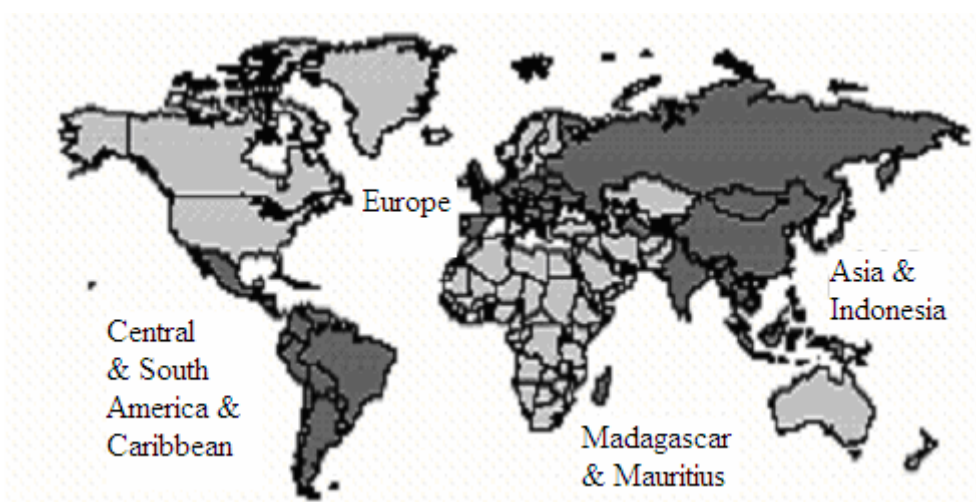 Europe
Asia &
Indonesia
Central
& South
America &
Caribbean
Madagascar
& Mauritius